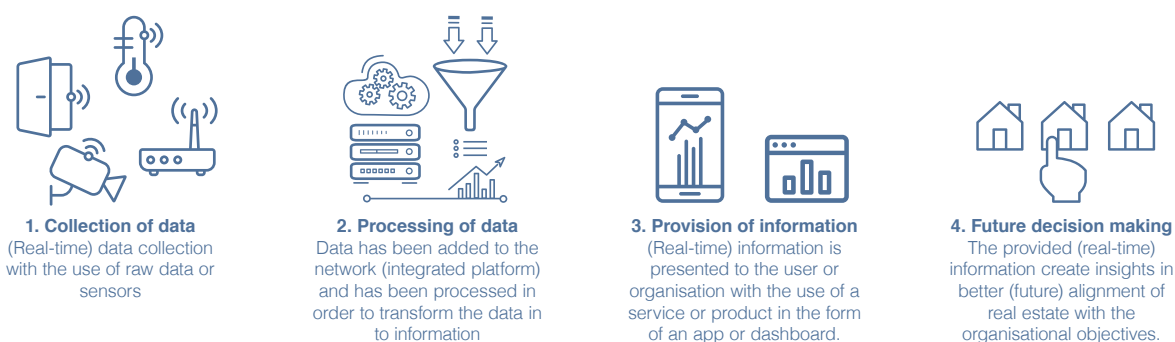 1. Collection of data
(Real-time) data collection
with the use of raw data or
sensors
2. Processing of data
Data has been added to the
network (integrated platform)
and has been processed in
order to transform the data in
to information
3. Provision of information
(Real-time) information is
presented to the user or
organisation with the use of a
service or product in the form
of an app or dashboard.
4. Future decision making
The provided (real-time)
information create insights in
better (future) alignment of
real estate with the
organisational objectives.